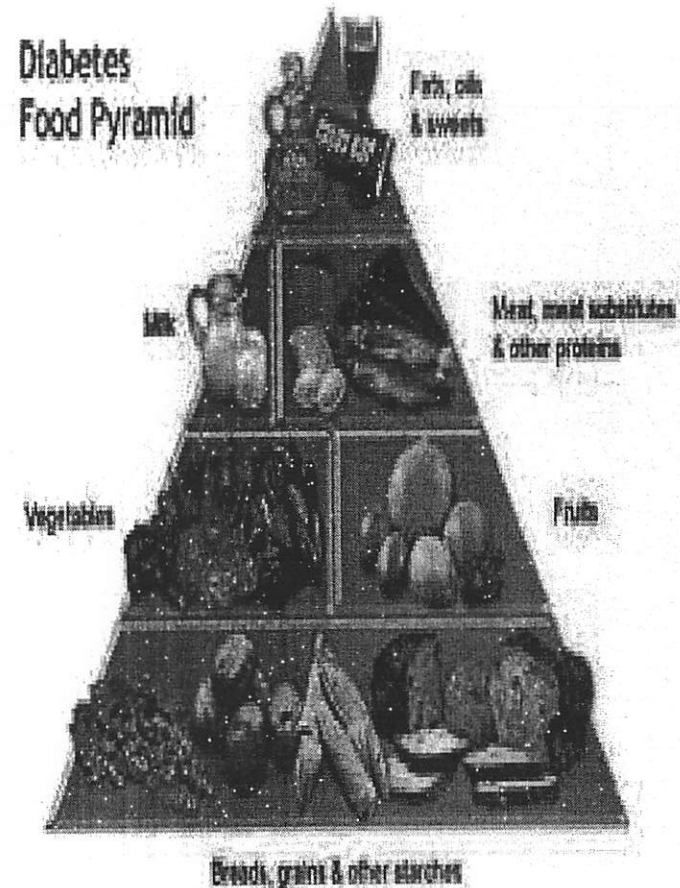 Diabetes
Food Pyramid
Fats, oils
& sweets
Milk
Meat, meat substitutes
& other proteins
Vegetables
Fruits
Breads, grains & other starches